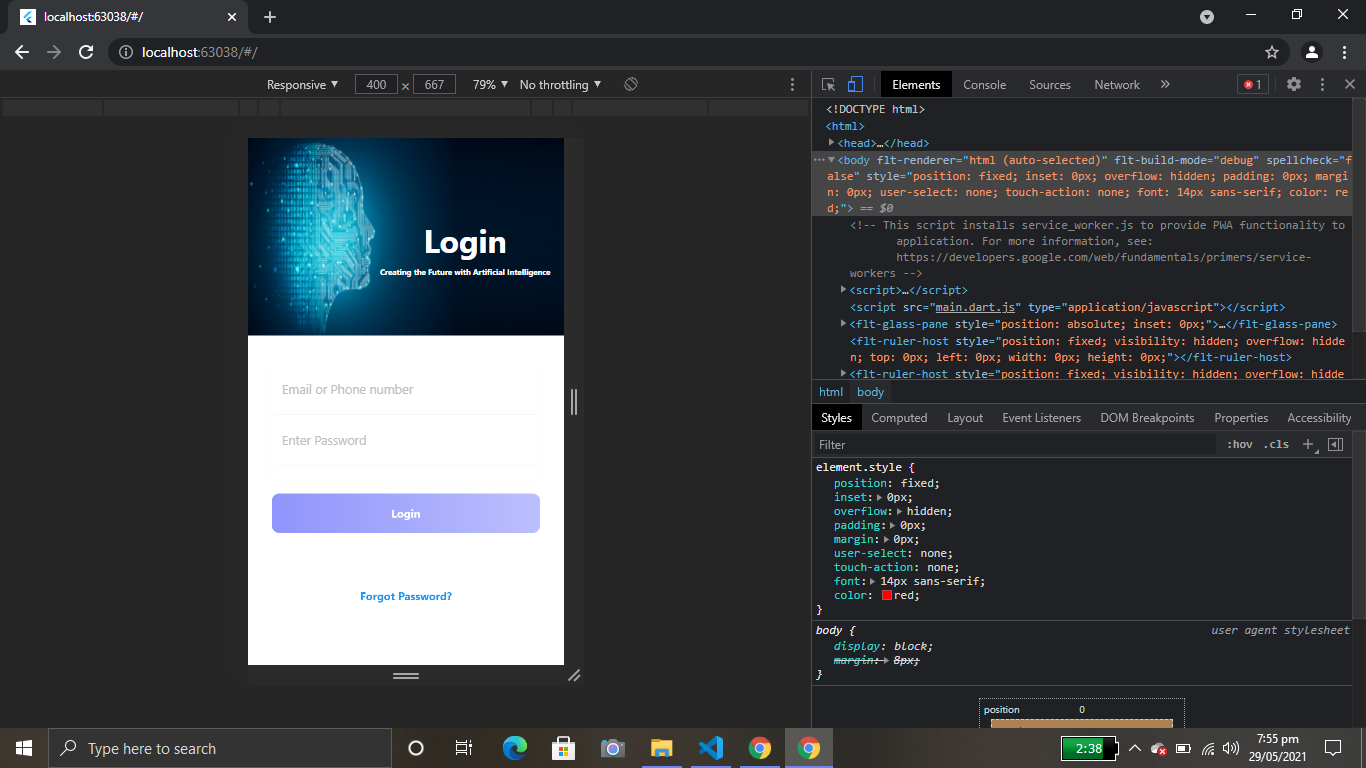 localhost:63038/#/
localhost:63038/#/
Responsive 400 × 667 79% No throttling
Elements Console Sources Network 1
Login
Creating the Future with Artificial Intelligence
Email or Phone number
Enter Password
Login
Forgot Password?
<!DOCTYPE html>
<html>
<head>…</head>
<body flt-renderer="html (auto-selected)" flt-build-mode="debug" spellcheck="f
alse" style="position: fixed; inset: 0px; overflow: hidden; padding: 0px; marg
in: 0px; user-select: none; touch-action: none; font: 14px sans-serif; color: re
d;"> == $0
<!-- This script installs service_worker.js to provide PWA functionality to
application. For more information, see:
https://developers.google.com/web/fundamentals/primers/service-
workers -->
<script>…</script>
<script src="main.dart.js" type="application/javascript"></script>
<flt-glass-pane style="position: absolute; inset: 0px;">…</flt-glass-pane>
<flt-ruler-host style="position: fixed; visibility: hidden; overflow: hidde
n; top: 0px; left: 0px; width: 0px; height: 0px;"></flt-ruler-host>
<flt-ruler-host style="position: fixed; visibility: hidden; overflow: hidde
html body
Styles Computed Layout Event Listeners DOM Breakpoints Properties Accessibility
Filter :hov .cls
element.style {
position: fixed;
inset: 0px;
overflow: hidden;
padding: 0px;
margin: 0px;
user-select: none;
touch-action: none;
font: 14px sans-serif;
color: red;
}
body { user agent stylesheet
display: block;
margin: 8px;
}
position 0
Type here to search
2:38
7:55 pm
29/05/2021